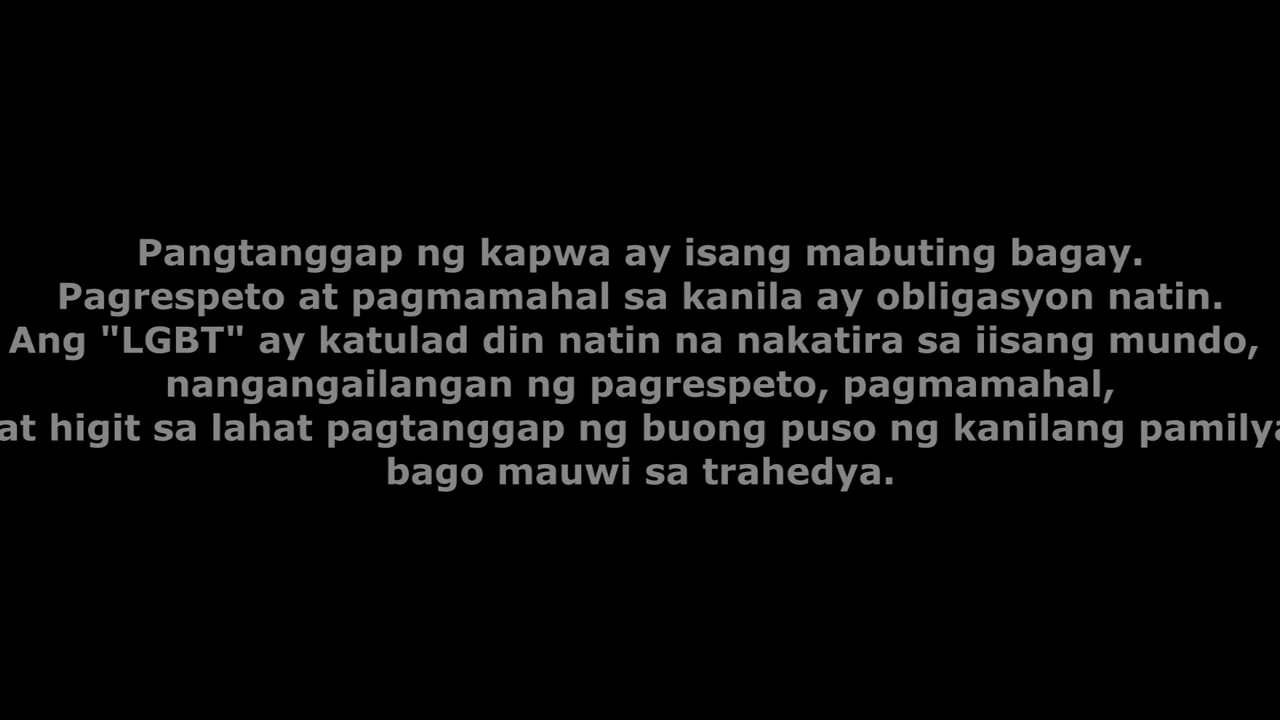 Pangtanggap ng kapwa ay isang mabuting bagay.
Pagrespeto at pagmamahal sa kanila ay obligasyon natin.
Ang "LGBT" ay katulad din natin na nakatira sa iisang mundo,
nangangailangan ng pagrespeto, pagmamahal,
at higit sa lahat pagtanggap ng buong puso ng kanilang pamilya
bago mauwi sa trahedya.